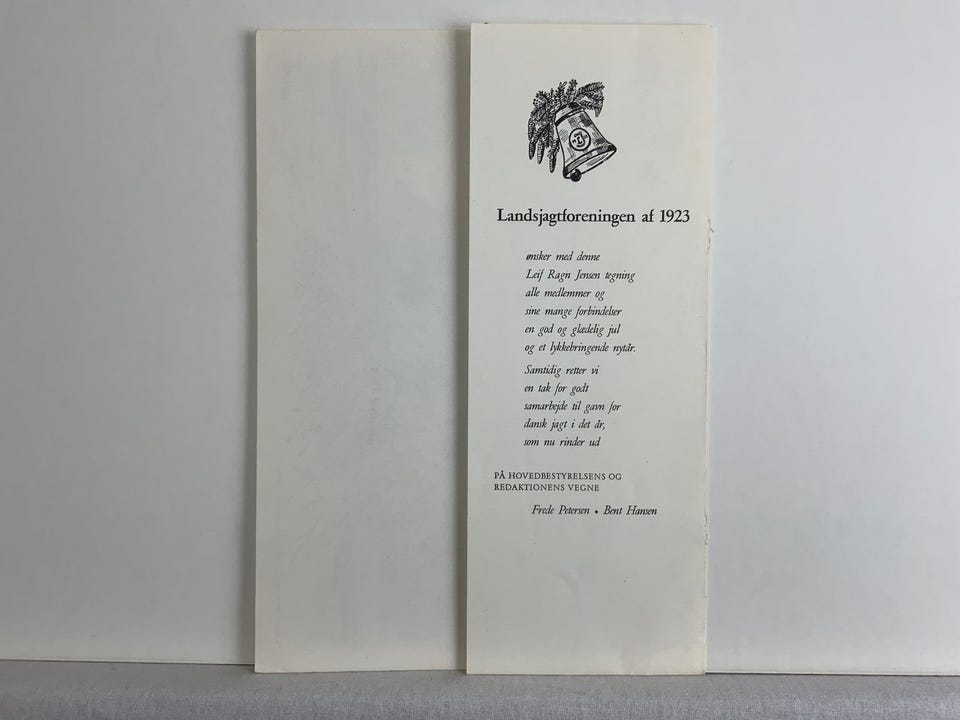 Landsjagtforeningen af 1923
ønsker med denne
Leif Ragn Jensen tegning
alle medlemmer og
sine mange forbindelser
en god og glædelig jul
og et lykkebringende nytår.
Samtidig retter vi
en tak for godt
samarbejde til gavn for
dansk jagt i det år,
som nu rinder ud
PÅ HOVEDBESTYRELSENS OG
REDAKTIONENS VEGNE
Frede Petersen • Bent Hansen